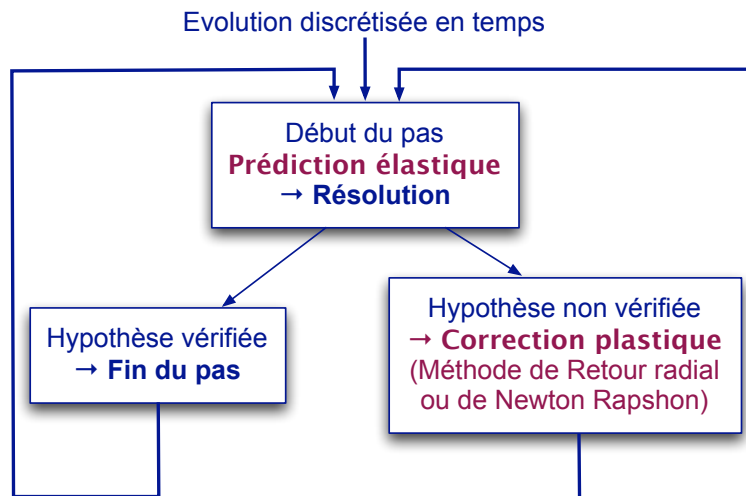 Evolution discrétisée en temps
Début du pas
Prédiction élastique
→ Résolution
Hypothèse vérifiée
→ Fin du pas
Hypothèse non vérifiée
→ Correction plastique
(Méthode de Retour radial
ou de Newton Rapshon)